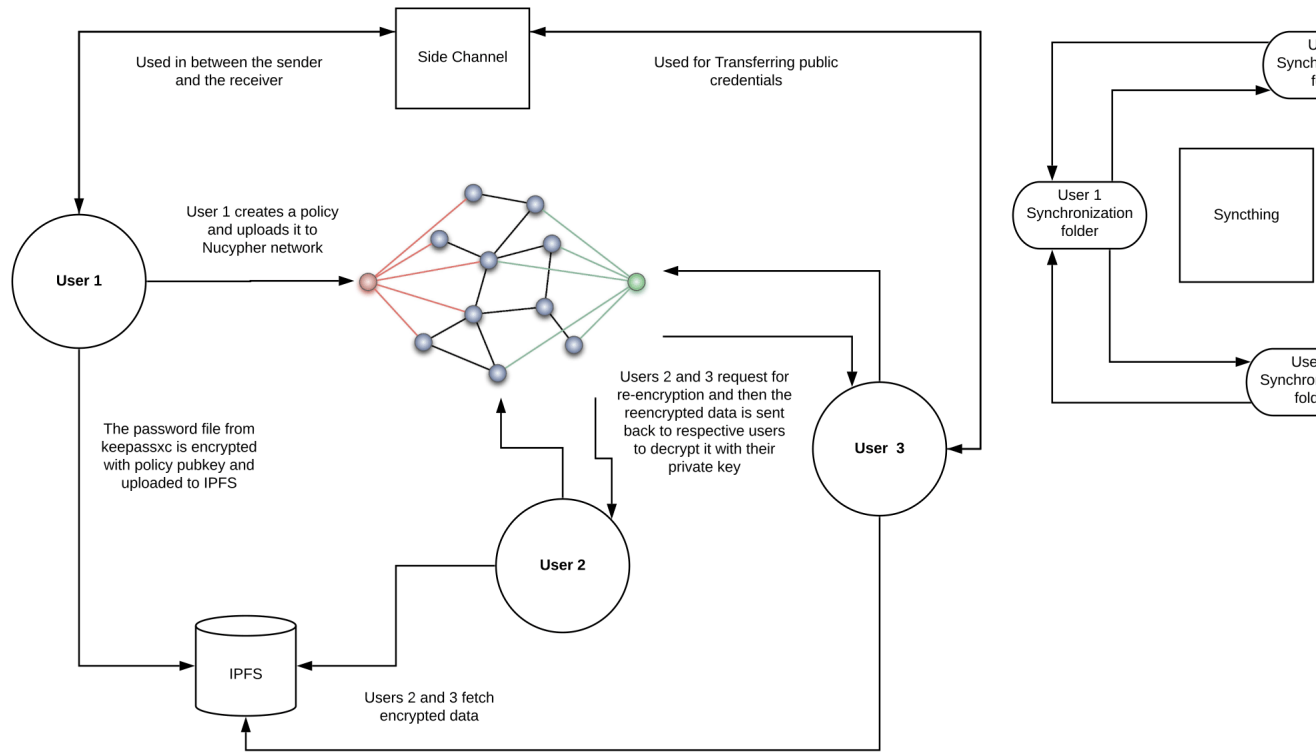 Side Channel
Used in between the sender
and the receiver
Used for Transferring public
credentials
User 1 creates a policy
and uploads it to
Nucypher network
User 1
The password file from
keepassxc is encrypted
with policy pubkey and
uploaded to IPFS
Users 2 and 3 request for
re-encryption and then the
reencrypted data is sent
back to respective users
to decrypt it with their
private key
User 3
User 2
IPFS
Users 2 and 3 fetch
encrypted data
User 1
Synchronization
folder
Syncthing